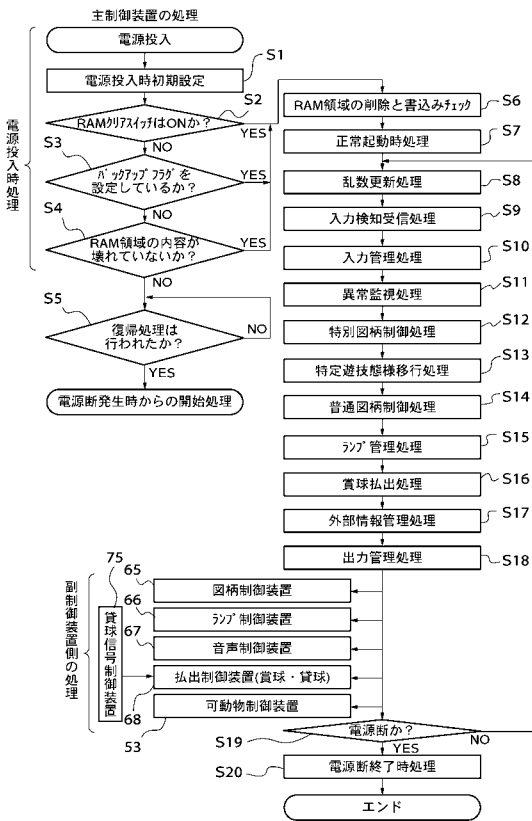 主制御装置の処理
電源投入時処理
電源投入
S1
電源投入時初期設定
S2
RAMクリアスイッチはONか？
YES
NO
S3
バックアップフラグを
設定しているか？
YES
NO
S4
RAM領域の内容が
壊れていないか？
YES
NO
S5
復帰処理は
行われたか？
NO
YES
電源断発生時からの開始処理
RAM領域の削除と書込みチェック
S6
正常起動時処理
S7
乱数更新処理
S8
入力検知受信処理
S9
入力管理処理
S10
異常監視処理
S11
特別図柄制御処理
S12
特定遊技態様移行処理
S13
普通図柄制御処理
S14
ランプ管理処理
S15
賞球払出処理
S16
外部情報管理処理
S17
出力管理処理
S18
副制御装置側の処理
75
貸球信号制御装置
65
図柄制御装置
66
ランプ制御装置
67
音声制御装置
払出制御装置(賞球・貸球)
68
可動物制御装置
53
S19
電源断か？
NO
YES
S20
電源断終了時処理
エンド